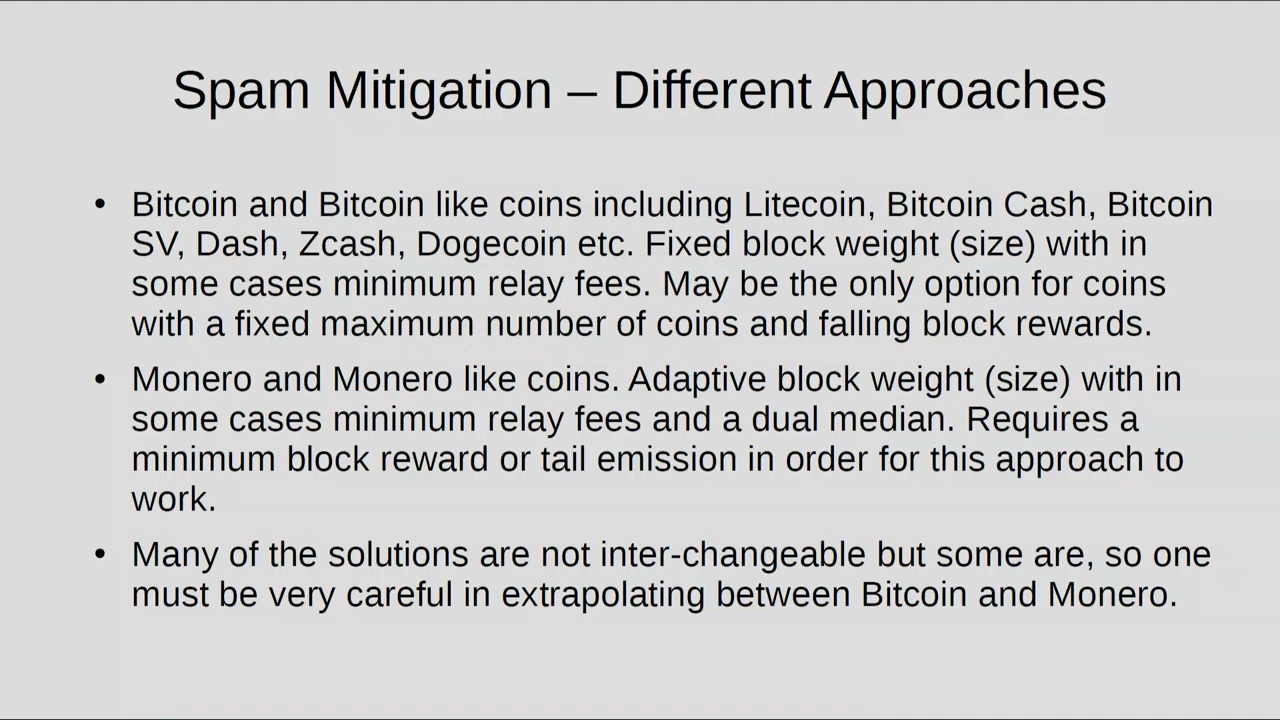 Spam Mitigation – Different Approaches
• Bitcoin and Bitcoin like coins including Litecoin, Bitcoin Cash, Bitcoin
SV, Dash, Zcash, Dogecoin etc. Fixed block weight (size) with in
some cases minimum relay fees. May be the only option for coins
with a fixed maximum number of coins and falling block rewards.
• Monero and Monero like coins. Adaptive block weight (size) with in
some cases minimum relay fees and a dual median. Requires a
minimum block reward or tail emission in order for this approach to
work.
• Many of the solutions are not inter-changeable but some are, so one
must be very careful in extrapolating between Bitcoin and Monero.